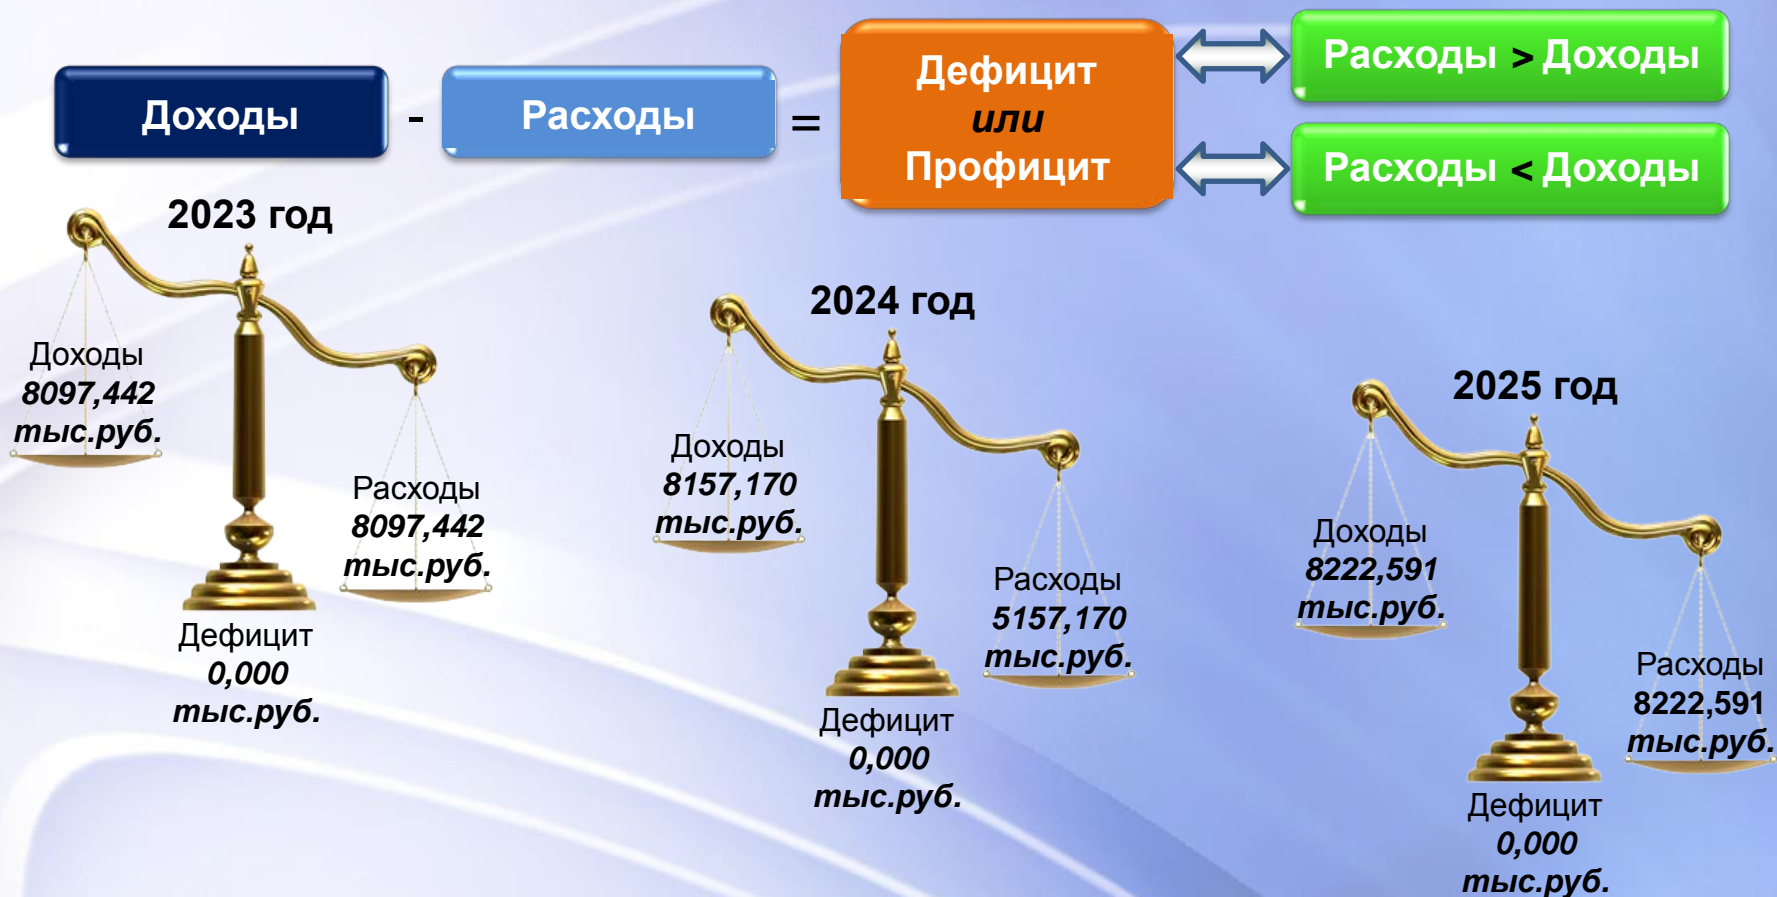 Доходы
-
Расходы
=
Дефицит
или
Профицит
Расходы > Доходы
Расходы < Доходы
2023 год
Доходы
8097,442
тыс.руб.
Расходы
8097,442
тыс.руб.
Дефицит
0,000
тыс.руб.
2024 год
Доходы
8157,170
тыс.руб.
Расходы
5157,170
тыс.руб.
Дефицит
0,000
тыс.руб.
2025 год
Доходы
8222,591
тыс.руб.
Расходы
8222,591
тыс.руб.
Дефицит
0,000
тыс.руб.